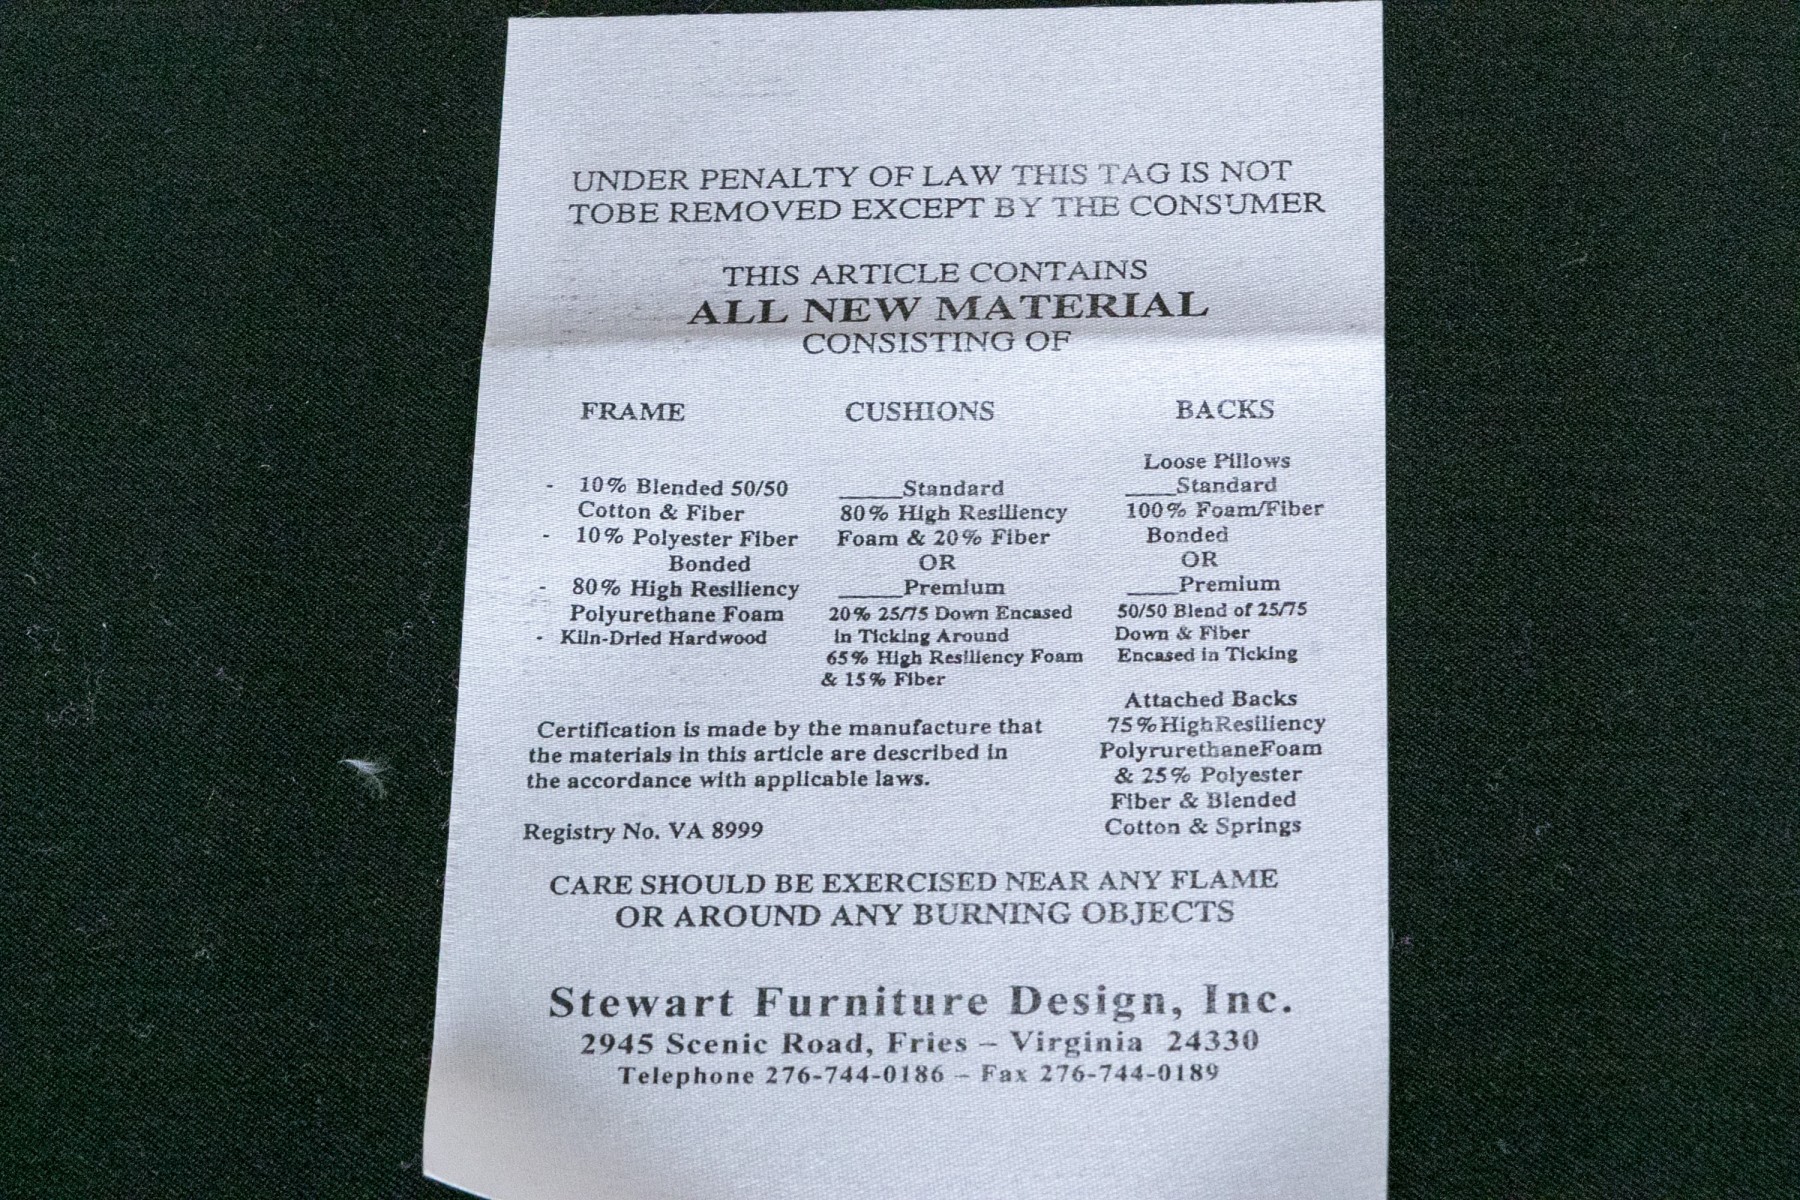 UNDER PENALTY OF LAW THIS TAG IS NOT
TOBE REMOVED EXCEPT BY THE CONSUMER
THIS ARTICLE CONTAINS
ALL NEW MATERIAL
CONSISTING OF
FRAME
- 10% Blended 50/50
Cotton & Fiber
- 10% Polyester Fiber
Bonded
- 80% High Resiliency
Polyurethane Foam
- Kiln-Dried Hardwood
CUSHIONS
_____Standard
80% High Resiliency
Foam & 20% Fiber
OR
_____Premium
20% 25/75 Down Encased
in Ticking Around
65% High Resiliency Foam
& 15% Fiber
BACKS
Loose Pillows
____Standard
100% Foam/Fiber
Bonded
OR
____Premium
50/50 Blend of 25/75
Down & Fiber
Encased in Ticking
Attached Backs
75% High Resiliency
PolyrurethaneFoam
& 25% Polyester
Fiber & Blended
Cotton & Springs
Certification is made by the manufacture that
the materials in this article are described in
the accordance with applicable laws.
Registry No. VA 8999
CARE SHOULD BE EXERCISED NEAR ANY FLAME
OR AROUND ANY BURNING OBJECTS
Stewart Furniture Design, Inc.
2945 Scenic Road, Fries – Virginia 24330
Telephone 276-744-0186 – Fax 276-744-0189